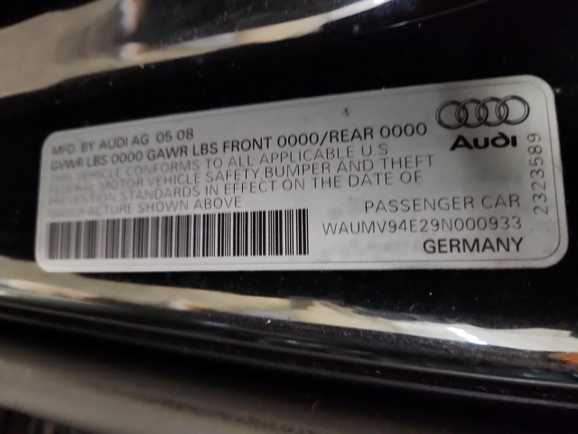 MFD. BY AUDI AG 05 08
GVWR LBS 0000 GAWR LBS FRONT 0000/REAR 0000
VEHICLE CONFORMS TO ALL APPLICABLE U S
MOTOR VEHICLE SAFETY, BUMPER AND THEFT
PREVENTION STANDARDS IN EFFECT ON THE DATE OF
MANUFACTURE SHOWN ABOVE
PASSENGER CAR
WAUMV94E29N000933
GERMANY
Audi
2323589